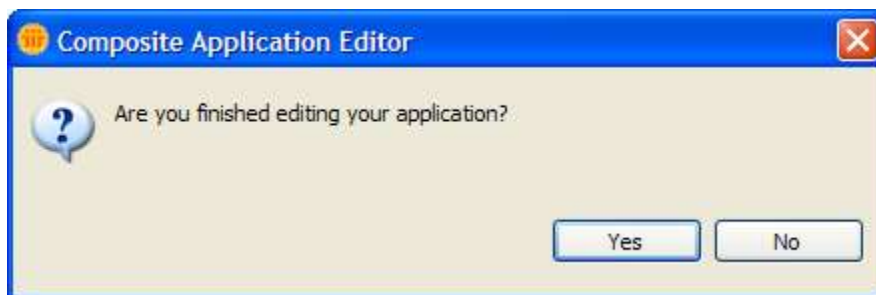 Composite Application Editor
Are you finished editing your application?
Yes
No